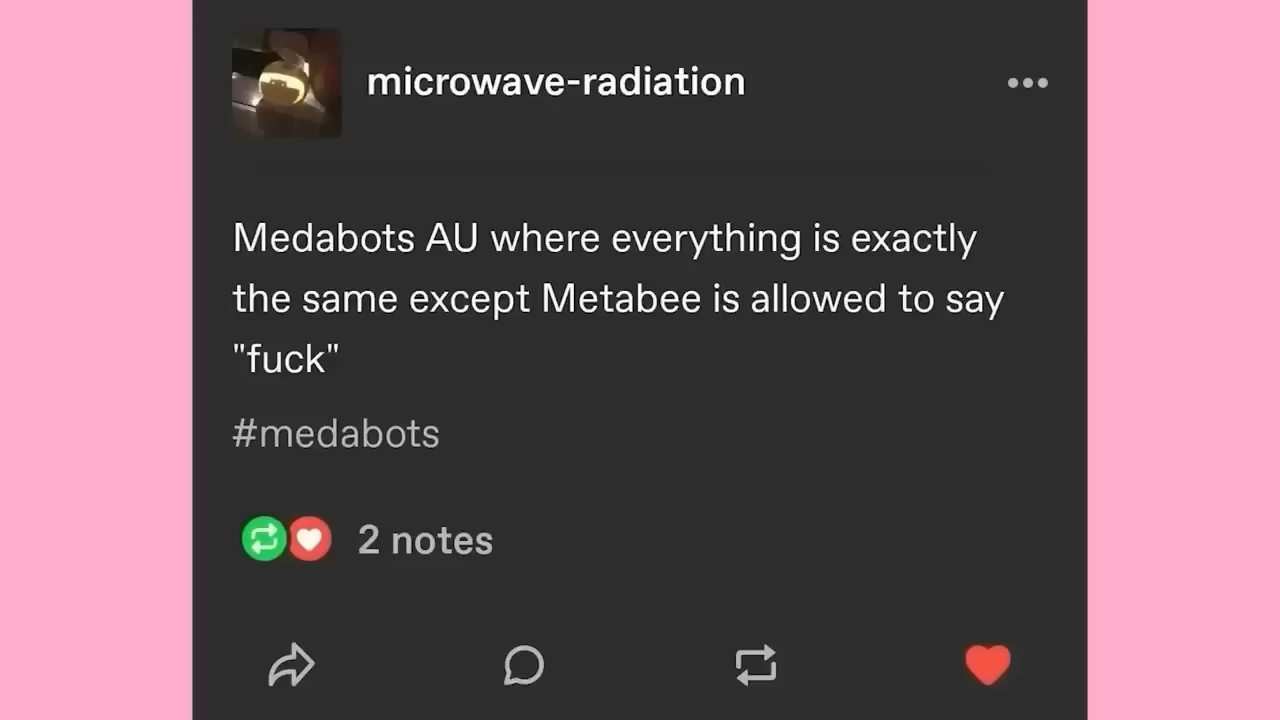 microwave-radiation
Medabots AU where everything is exactly
the same except Metabee is allowed to say
"fuck"
#medabots
2 notes